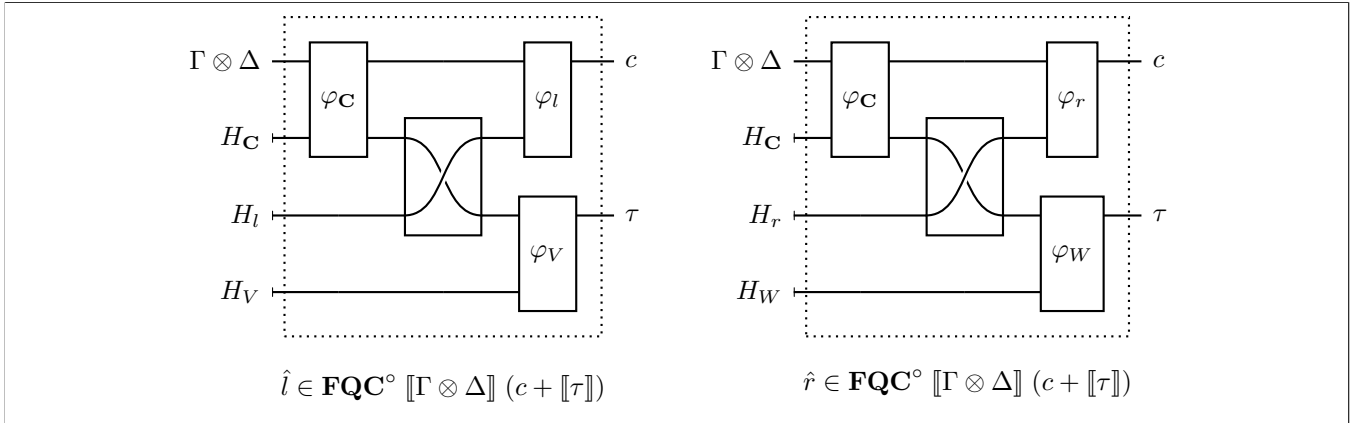 Γ ⊗ Δ φ_C φ_l c
H_C
H_l τ
φ_V
H_V
l̂ ∈ FQC° ⟦Γ ⊗ Δ⟧ (c + ⟦τ⟧)
Γ ⊗ Δ φ_C φ_r c
H_C
H_r τ
φ_W
H_W
r̂ ∈ FQC° ⟦Γ ⊗ Δ⟧ (c + ⟦τ⟧)